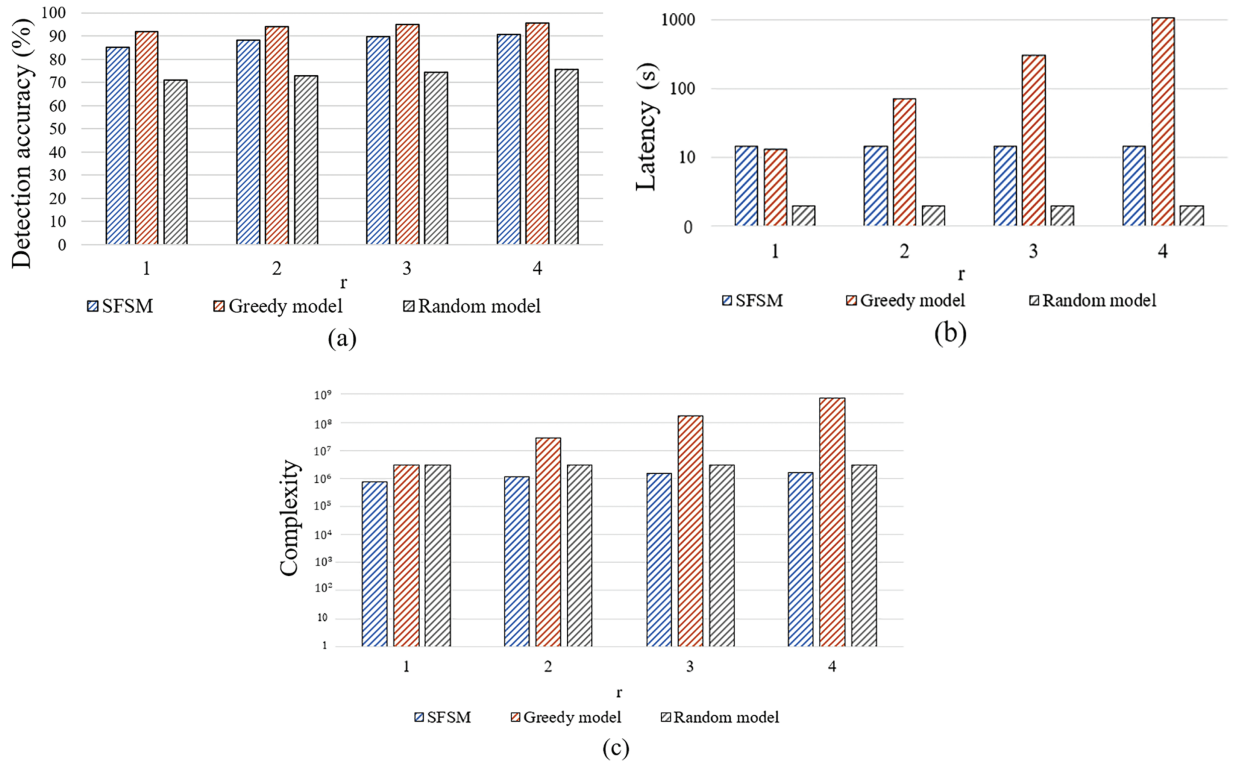 Detection accuracy (%)
100
90
80
70
60
50
40
30
20
10
0
1 2 3 4
r
SFSM Greedy model Random model
(a)
Latency (s)
1000
100
10
0
1 2 3 4
r
SFSM Greedy model Random model
(b)
Complexity
10⁹
10⁸
10⁷
10⁶
10⁵
10⁴
10³
10²
10
1
1 2 3 4
r
SFSM Greedy model Random model
(c)